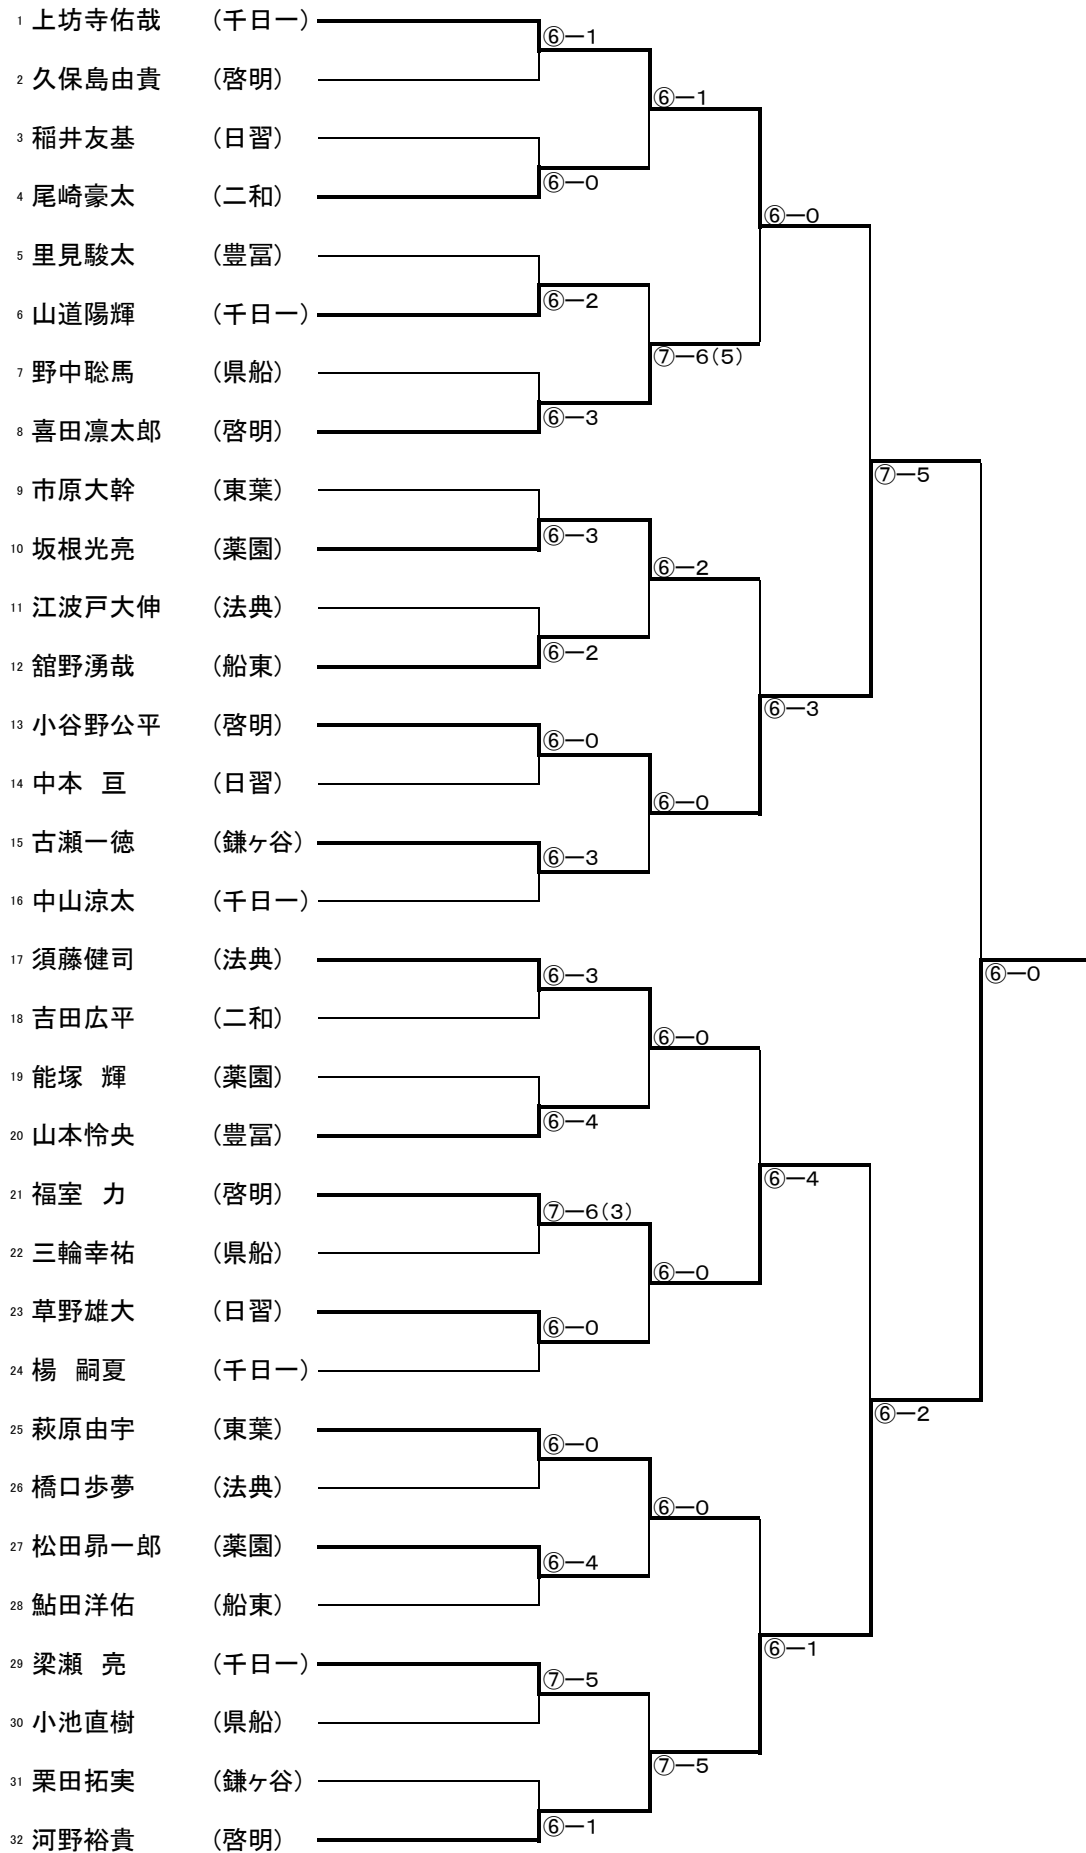 1 上坊寺佑哉 (千日一)
⑥ー1
2 久保島由貴 (啓明)
⑥ー1
3 稲井友基 (日習)
⑥ー0
4 尾崎豪太 (二和)
⑥ー0
5 里見駿太 (豊冨)
⑥ー2
6 山道陽輝 (千日一)
⑦ー6(5)
7 野中聡馬 (県船)
⑥ー3
8 喜田凛太郎 (啓明)
⑦ー5
9 市原大幹 (東葉)
⑥ー3
10 坂根光亮 (薬園)
⑥ー2
11 江波戸大伸 (法典)
⑥ー2
12 舘野湧哉 (船東)
⑥ー3
13 小谷野公平 (啓明)
⑥ー0
14 中本 亘 (日習)
⑥ー0
15 古瀬一徳 (鎌ヶ谷)
⑥ー3
16 中山涼太 (千日一)
17 須藤健司 (法典)
⑥ー3
⑥ー0
18 吉田広平 (二和)
⑥ー0
19 能塚 輝 (薬園)
⑥ー4
20 山本怜央 (豊冨)
⑥ー4
21 福室 力 (啓明)
⑦ー6(3)
22 三輪幸祐 (県船)
⑥ー0
23 草野雄大 (日習)
⑥ー0
24 楊 嗣夏 (千日一)
⑥ー2
25 萩原由宇 (東葉)
⑥ー0
26 橋口歩夢 (法典)
⑥ー0
27 松田昴一郎 (薬園)
⑥ー4
28 鮎田洋佑 (船東)
⑥ー1
29 梁瀬 亮 (千日一)
⑦ー5
30 小池直樹 (県船)
⑦ー5
31 栗田拓実 (鎌ヶ谷)
⑥ー1
32 河野裕貴 (啓明)